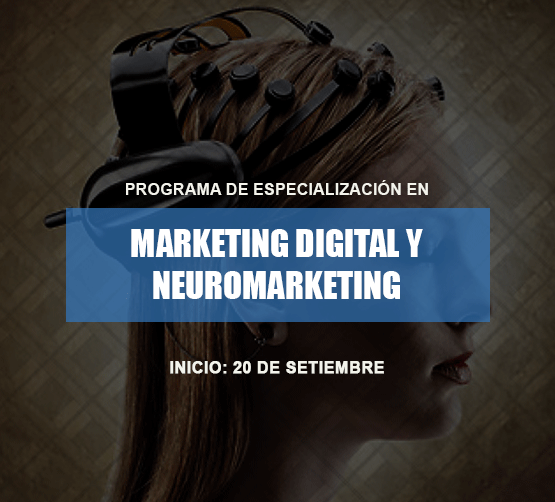 PROGRAMA DE ESPECIALIZACIÓN EN
MARKETING DIGITAL Y
NEUROMARKETING
INICIO: 20 DE SETIEMBRE